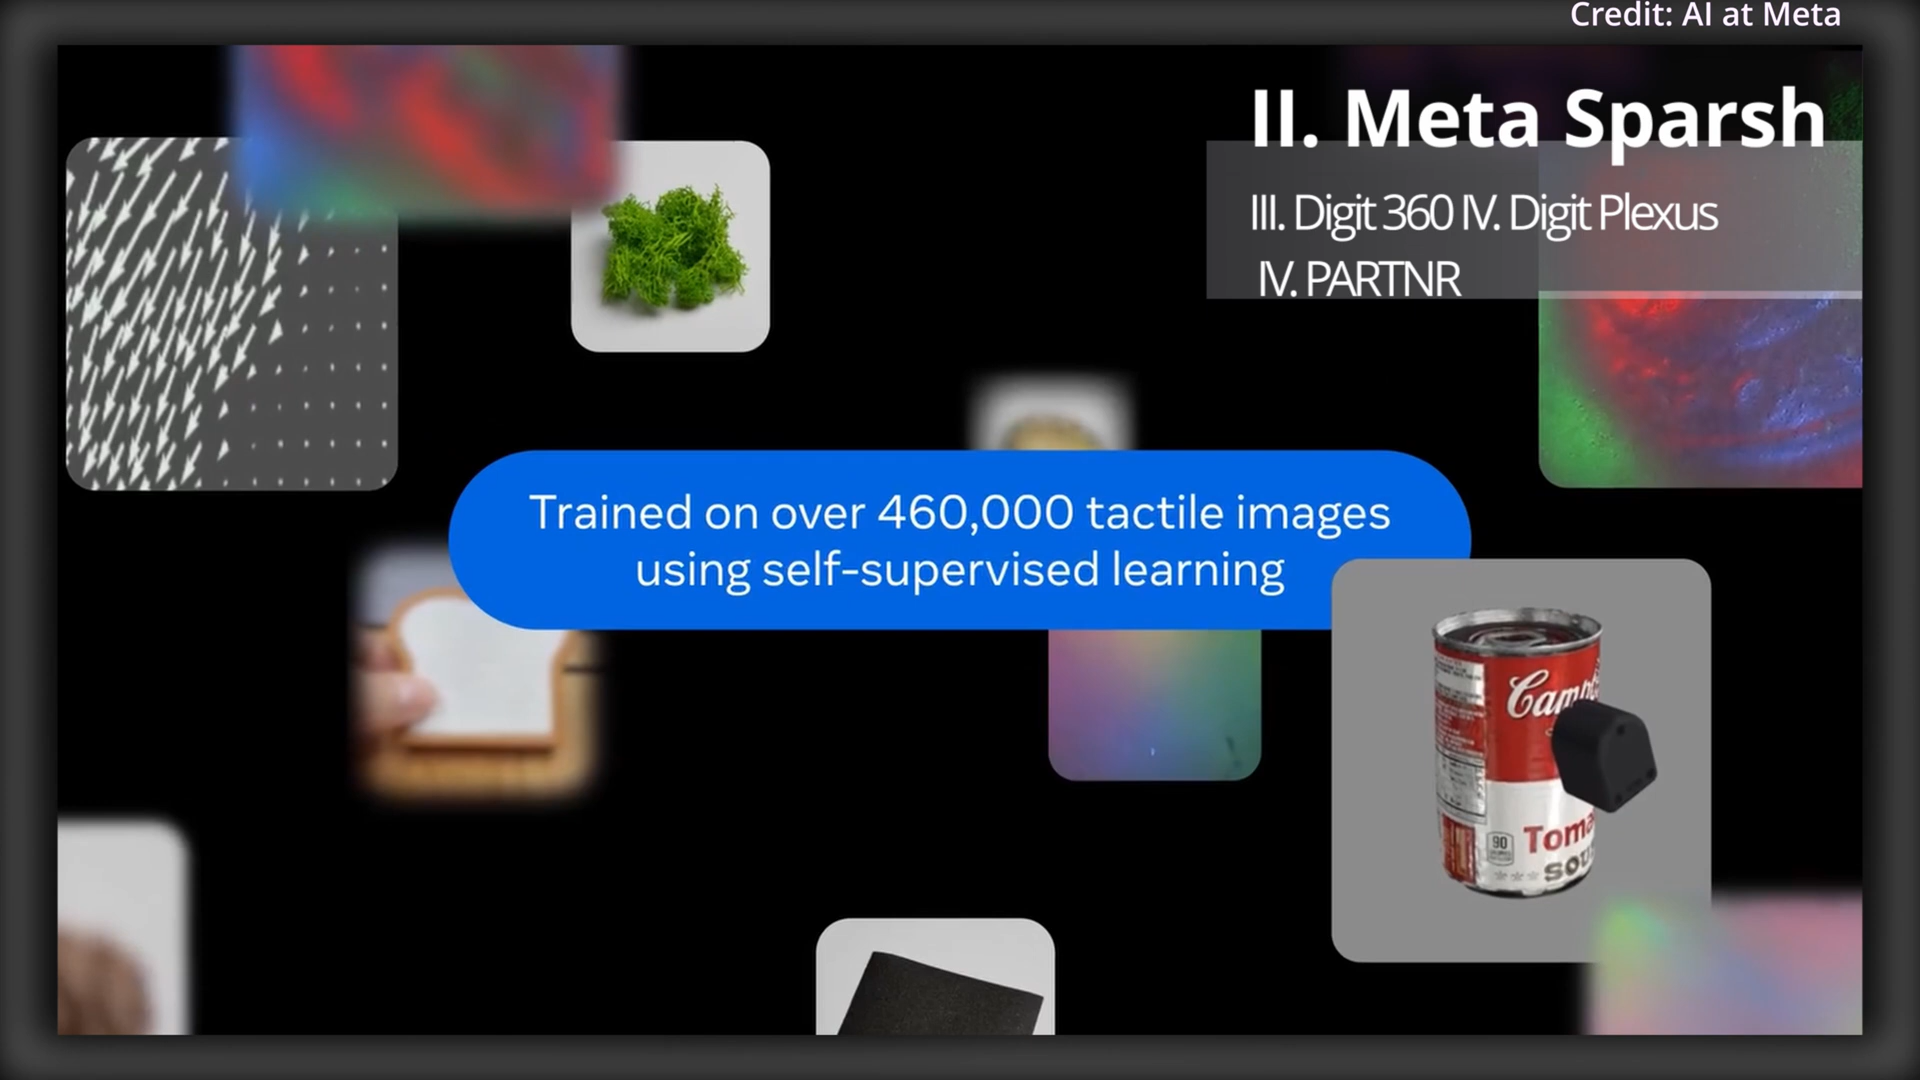 Credit: AI at Meta
II. Meta Sparsh
III. Digit 360 IV. Digit Plexus
IV. PARTNR
Trained on over 460,000 tactile images
using self-supervised learning
90